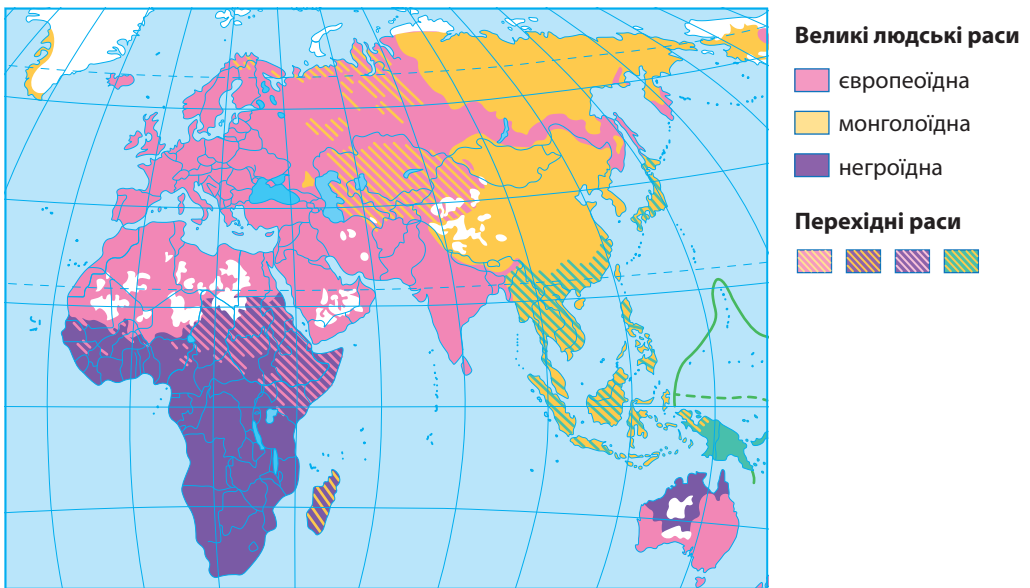 Великі людські раси
європеоїдна
монголоїдна
негроїдна
Перехідні раси